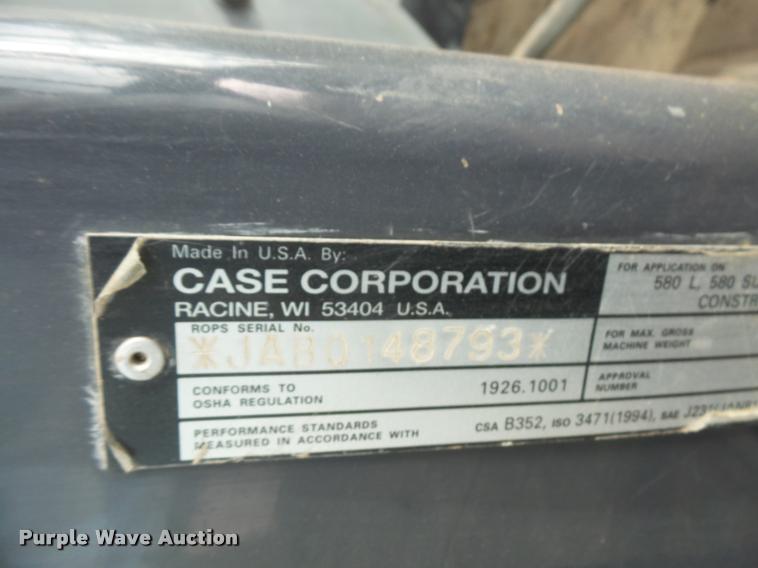 Made In U.S.A. By:
CASE CORPORATION
RACINE, WI 53404 U.S.A.
ROPS SERIAL No.
*JAB0148793*
CONFORMS TO
OSHA REGULATION
1926.1001
PERFORMANCE STANDARDS
MEASURED IN ACCORDANCE WITH
CSA B352, ISO 3471(1994), SAE
FOR APPLICATION ON
580 L, 580
FOR MAX. GROSS
MACHINE WEIGHT
APPROVAL
NUMBER
Purple Wave Auction